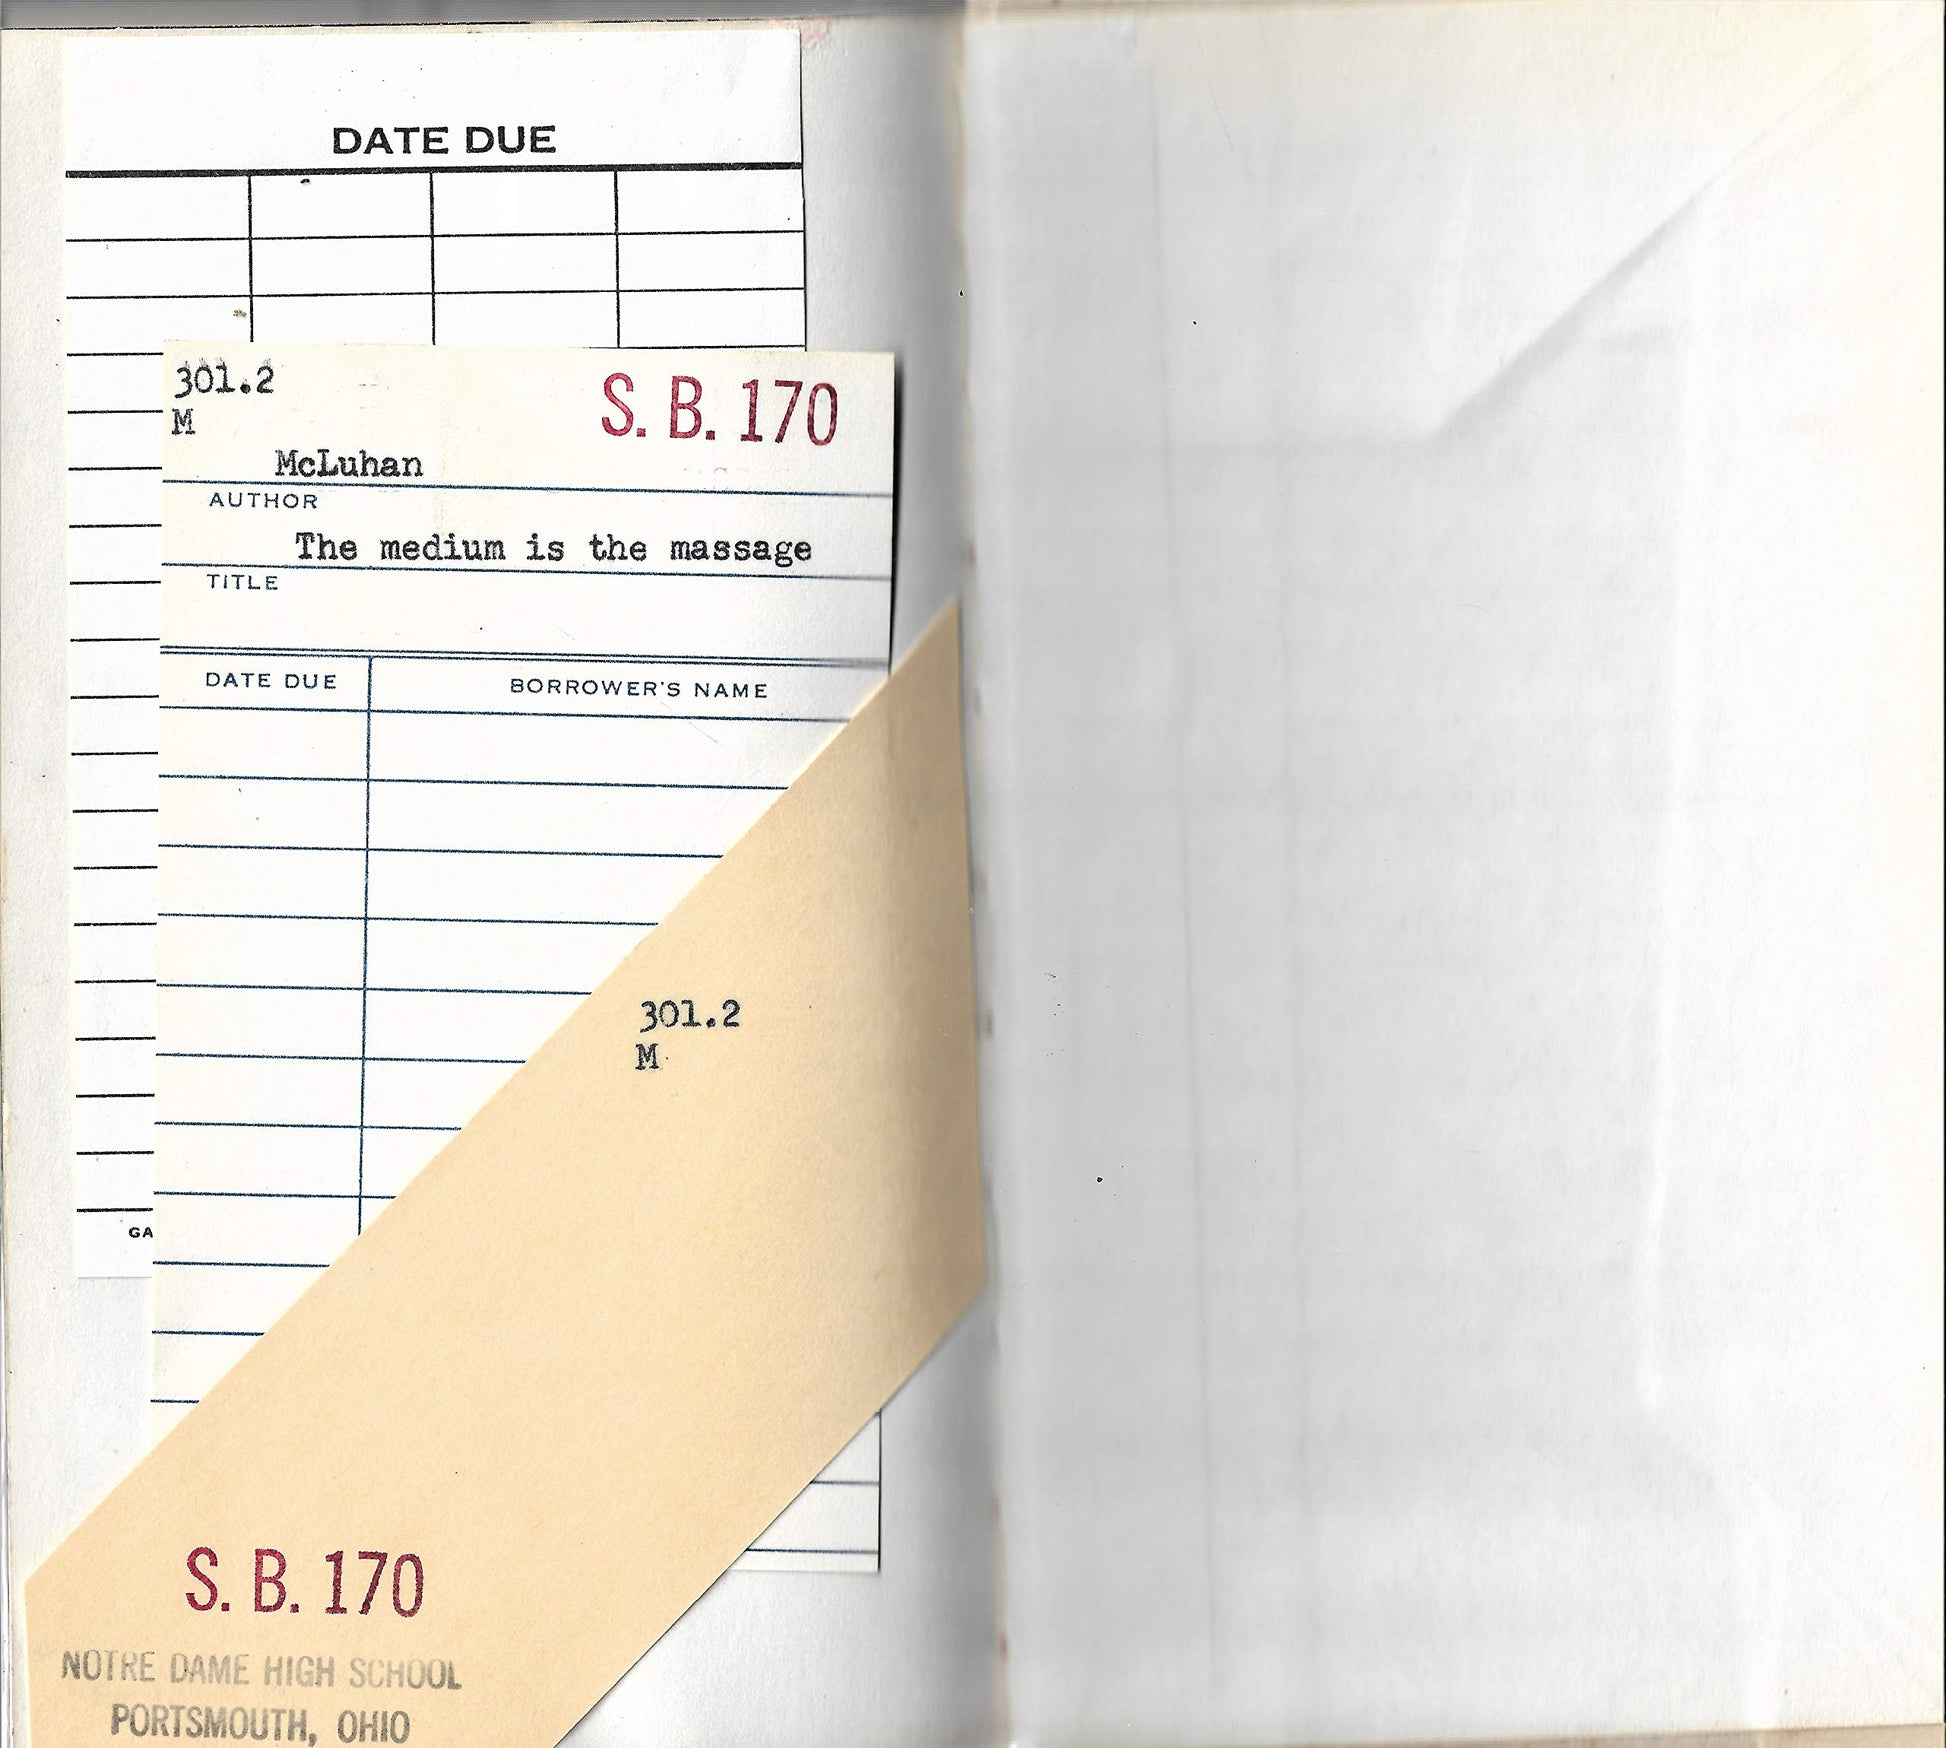 DATE DUE
301.2
S. B. 170
M
McLuhan
AUTHOR
The medium is the massage
TITLE
DATE DUE BORROWER'S NAME
301.2
M
GA
S. B. 170
NOTRE DAME HIGH SCHOOL
PORTSMOUTH, OHIO